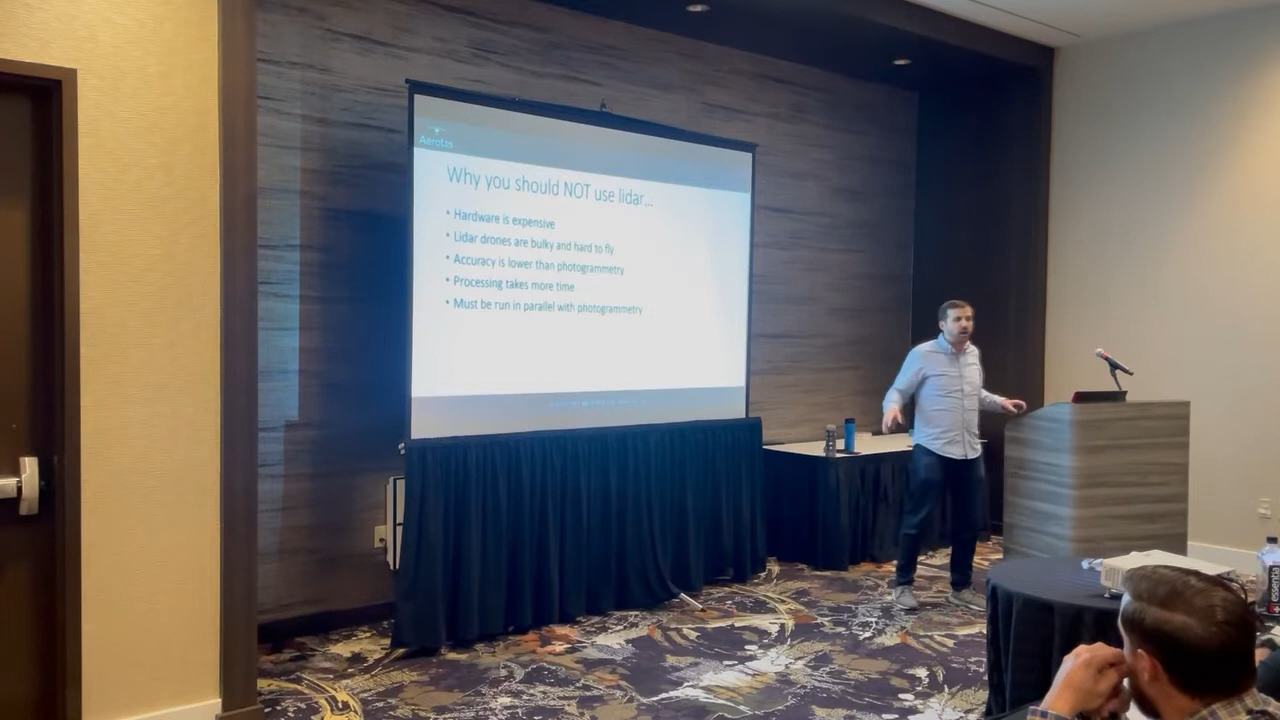 Aerotas
Why you should NOT use lidar...
• Hardware is expensive
• Lidar drones are bulky and hard to fly
• Accuracy is lower than photogrammetry
• Processing takes more time
• Must be run in parallel with photogrammetry
essentia